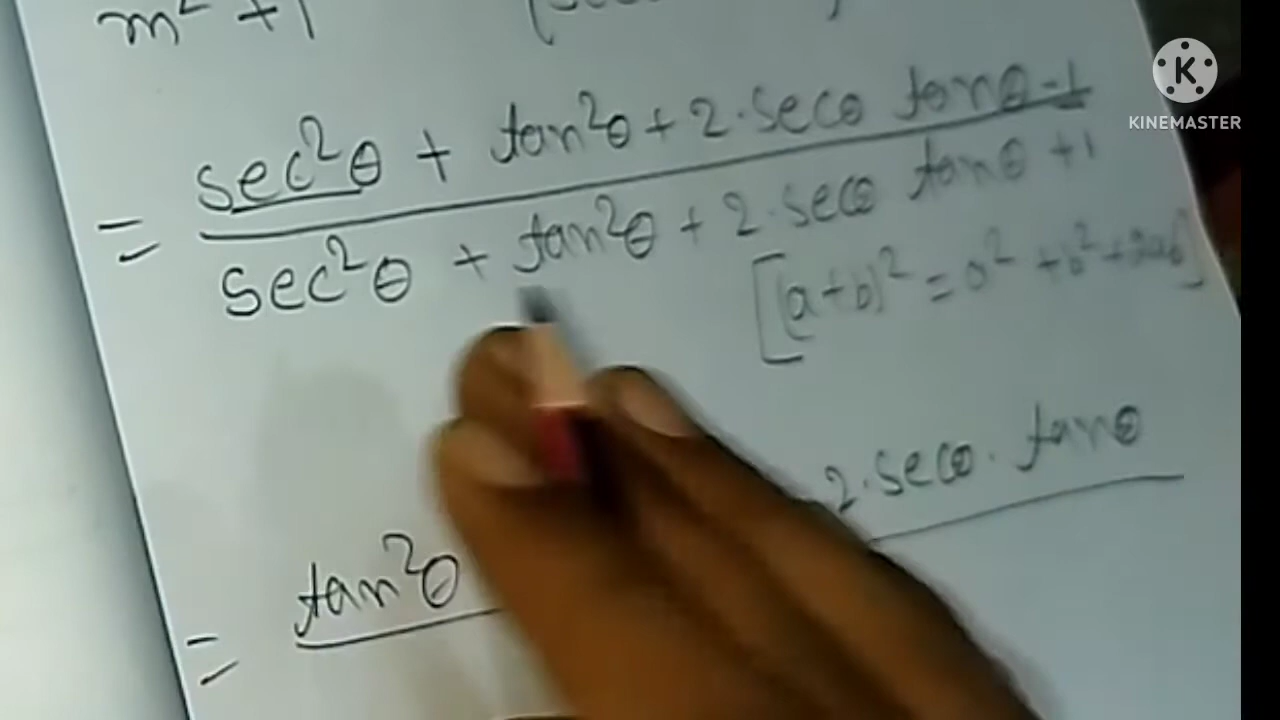 m² + 1
= sec²θ + tan²θ + 2·secθ tanθ - 1
sec²θ + tan²θ + 2·secθ tanθ + 1
[(a+b)² = a² + b² + 2ab]
= tan²θ 2·secθ · tanθ
KINEMASTER